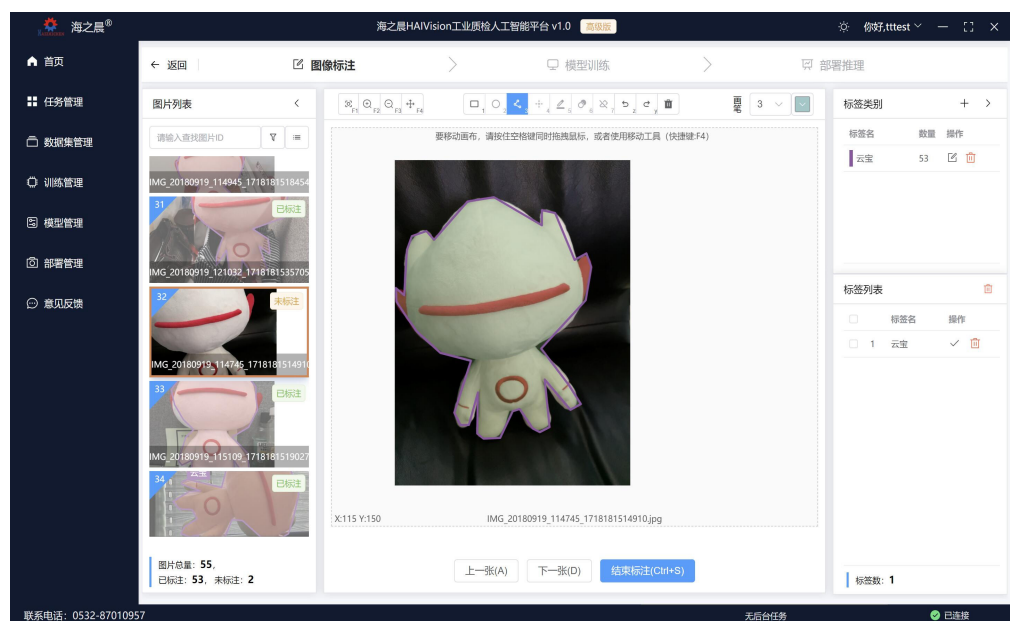 海之晨®
海之晨HAIVision工业质检人工智能平台 v1.0 高级版
你好,tttest
首页
任务管理
数据集管理
训练管理
模型管理
部署管理
意见反馈
← 返回
图像标注
模型训练
部署推理
图片列表
请输入查找图片ID
IMG_20180919_114945_1718181518454
31 已标注
IMG_20180919_121032_1718181535705
32 未标注
IMG_20180919_114745_171818151491
33 已标注
IMG_20180919_115109_1718181519027
34 云宝 已标注
图片总量: 55,
已标注: 53, 未标注: 2
F1 F2 F3 F4
画笔 3
要移动画布，请按住空格键同时拖拽鼠标，或者使用移动工具（快捷键:F4）
X:115 Y:150
IMG_20180919_114745_1718181514910.jpg
上一张(A) 下一张(D) 结束标注(Ctrl+S)
标签类别
标签名 数量 操作
云宝 53
标签列表
标签名 操作
1 云宝
标签数: 1
联系电话: 0532-87010957
无后台任务
已连接